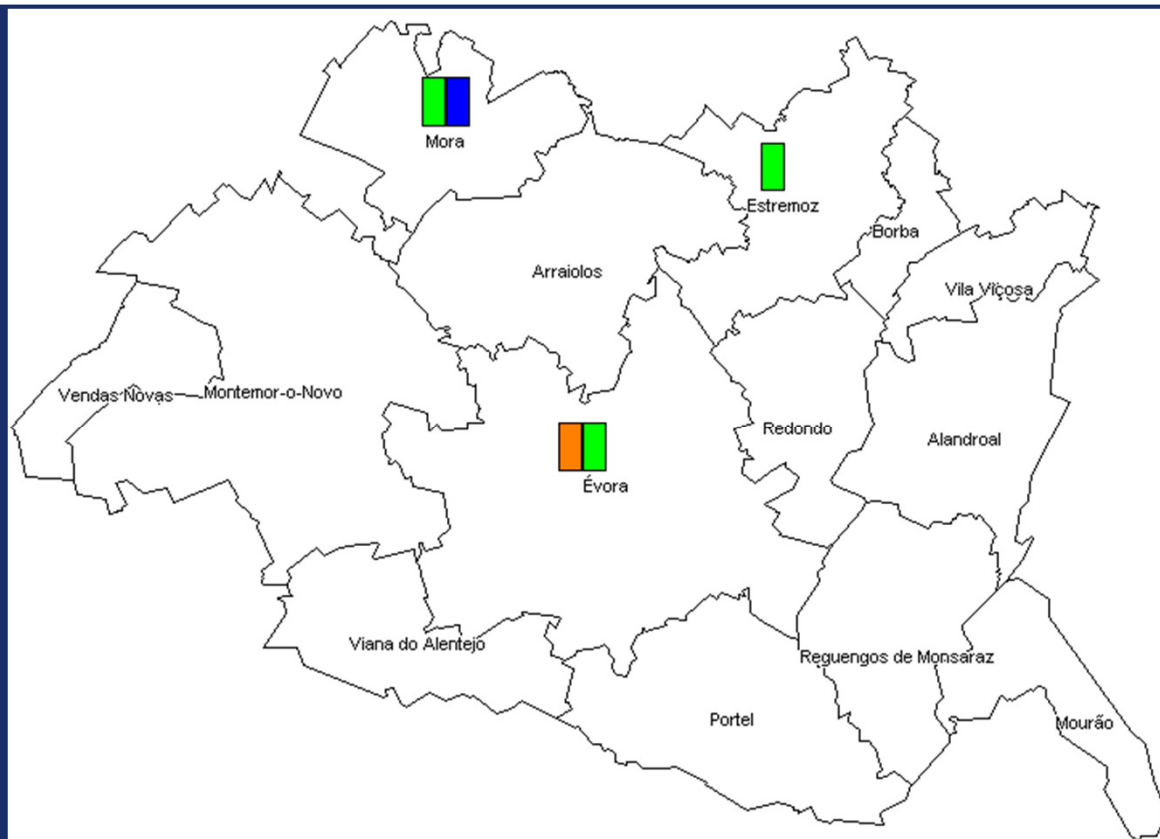 Mora
Estremoz
Borba
Arraiolos
Vila Viçosa
Vendas Novas
Montemor-o-Novo
Redondo
Alandroal
Évora
Viana do Alentejo
Reguengos de Monsaraz
Portel
Mourão